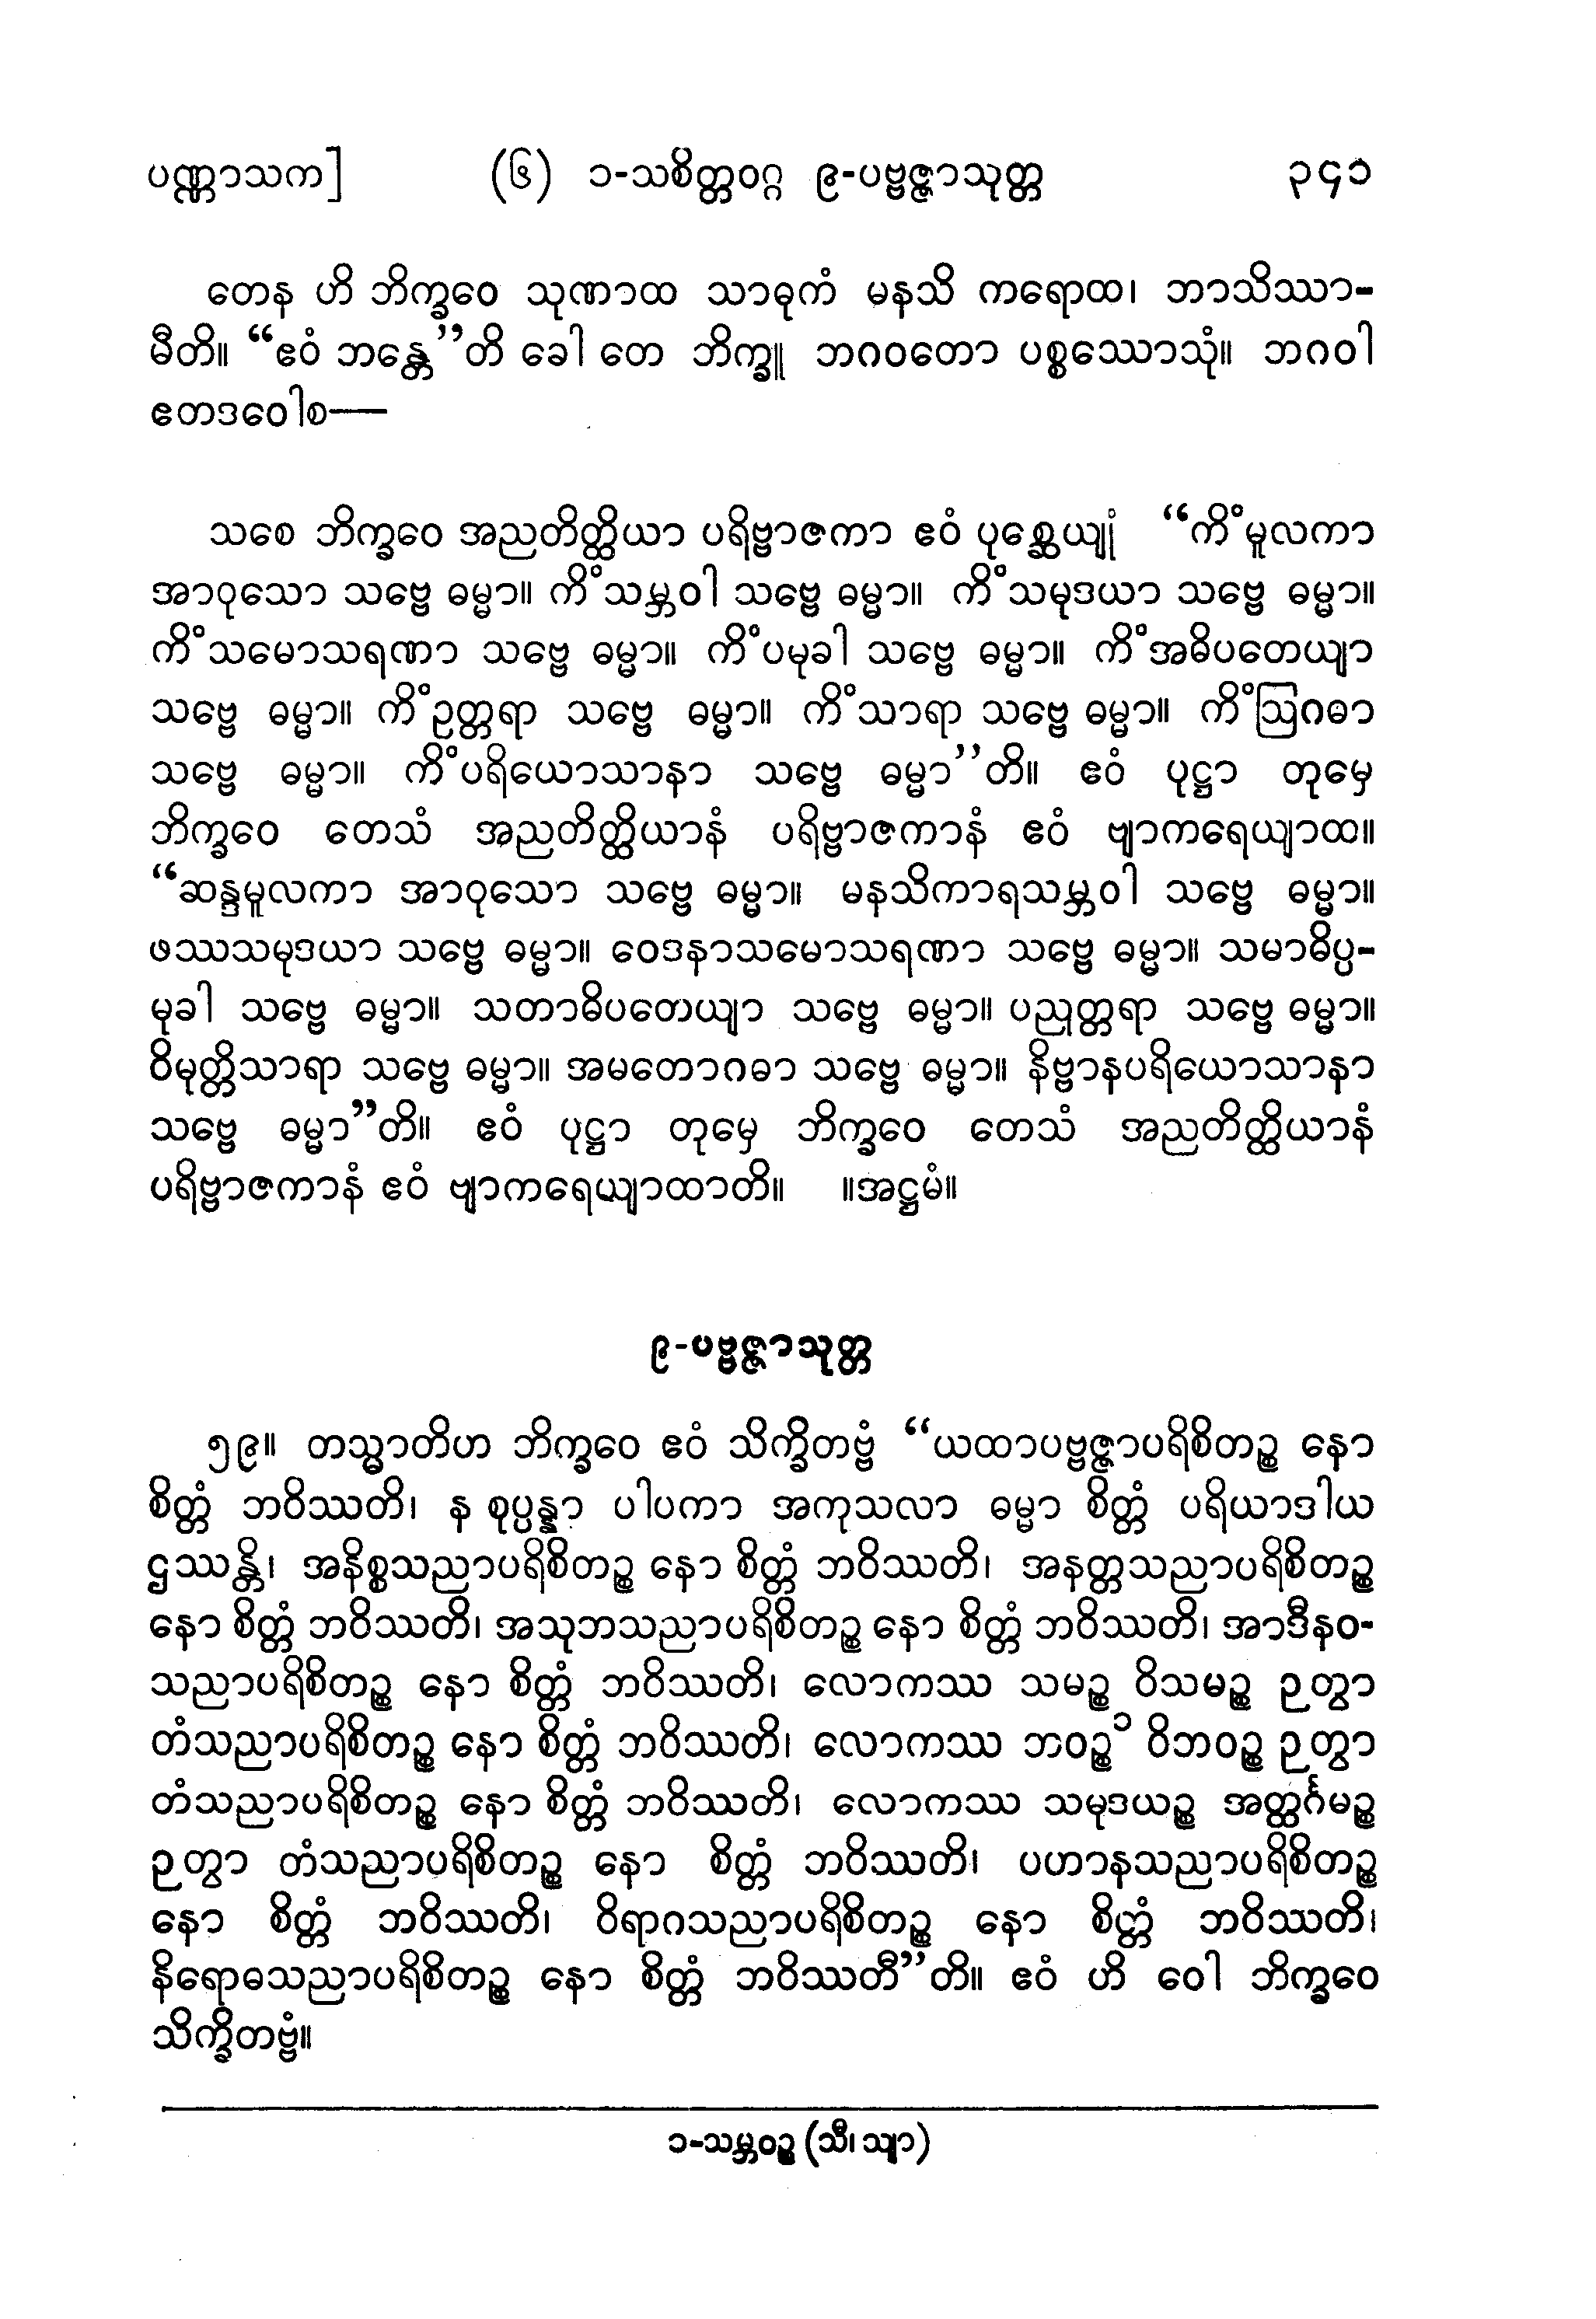 ပဏ္ဏာသက] (၆) ၁-သစိတ္တဝဂ္ဂ ၉-ပဗ္ဗဇ္ဇာသုတ္တ ၃၄၁
တေန ဟိ ဘိက္ခဝေ သုဏာထ သာဓုကံ မနသိ ကရောထ၊ ဘာသိဿာ-
မီတိ။ “ဧဝံ ဘန္တေ”တိ ခေါ တေ ဘိက္ခူ ဘဂဝတော ပစ္စဿောသုံ။ ဘဂဝါ
ဧတဒဝေါစ—
သစေ ဘိက္ခဝေ အညတိတ္ထိယာ ပရိဗ္ဗာဇကာ ဧဝံ ပုစ္ဆေယျုံ “ကိံမူလကာ
အာဝုသော သဗ္ဗေ ဓမ္မာ။ ကိံသမ္ဘဝါ သဗ္ဗေ ဓမ္မာ။ ကိံသမုဒယာ သဗ္ဗေ ဓမ္မာ။
ကိံသမောသရဏာ သဗ္ဗေ ဓမ္မာ။ ကိံပမုခါ သဗ္ဗေ ဓမ္မာ။ ကိံအဓိပတေယျာ
သဗ္ဗေ ဓမ္မာ။ ကိံဥတ္တရာ သဗ္ဗေ ဓမ္မာ။ ကိံသာရာ သဗ္ဗေ ဓမ္မာ။ ကိံဩဂဓာ
သဗ္ဗေ ဓမ္မာ။ ကိံပရိယောသာနာ သဗ္ဗေ ဓမ္မာ”တိ။ ဧဝံ ပုဋ္ဌာ တုမှေ
ဘိက္ခဝေ တေသံ အညတိတ္ထိယာနံ ပရိဗ္ဗာဇကာနံ ဧဝံ ဗျာကရေယျာထ။
“ဆန္ဒမူလကာ အာဝုသော သဗ္ဗေ ဓမ္မာ။ မနသိကာရသမ္ဘဝါ သဗ္ဗေ ဓမ္မာ။
ဖဿသမုဒယာ သဗ္ဗေ ဓမ္မာ။ ဝေဒနာသမောသရဏာ သဗ္ဗေ ဓမ္မာ။ သမာဓိပ္ပ-
မုခါ သဗ္ဗေ ဓမ္မာ။ သတာဓိပတေယျာ သဗ္ဗေ ဓမ္မာ။ ပညုတ္တရာ သဗ္ဗေ ဓမ္မာ။
ဝိမုတ္တိသာရာ သဗ္ဗေ ဓမ္မာ။ အမတောဂဓာ သဗ္ဗေ ဓမ္မာ။ နိဗ္ဗာနပရိယောသာနာ
သဗ္ဗေ ဓမ္မာ”တိ။ ဧဝံ ပုဋ္ဌာ တုမှေ ဘိက္ခဝေ တေသံ အညတိတ္ထိယာနံ
ပရိဗ္ဗာဇကာနံ ဧဝံ ဗျာကရေယျာထာတိ။ ။အဋ္ဌမံ။
၉-ပဗ္ဗဇ္ဇာသုတ္တ
၅၉။ တသ္မာတိဟ ဘိက္ခဝေ ဧဝံ သိက္ခိတဗ္ဗံ “ယထာပဗ္ဗဇ္ဇာပရိစိတဉ္စ နော
စိတ္တံ ဘဝိဿတိ၊ န စုပ္ပန္နာ ပါပကာ အကုသလာ ဓမ္မာ စိတ္တံ ပရိယာဒါယ
ဌဿန္တိ၊ အနိစ္စသညာပရိစိတဉ္စ နော စိတ္တံ ဘဝိဿတိ၊ အနတ္တသညာပရိစိတဉ္စ
နော စိတ္တံ ဘဝိဿတိ၊ အသုဘသညာပရိစိတဉ္စ နော စိတ္တံ ဘဝိဿတိ၊ အာဒီနဝ-
သညာပရိစိတဉ္စ နော စိတ္တံ ဘဝိဿတိ၊ လောကဿ သမဉ္စ ဝိသမဉ္စ ဉတွာ
တံသညာပရိစိတဉ္စ နော စိတ္တံ ဘဝိဿတိ၊ လောကဿ ဘဝဉ္စ၁ ဝိဘဝဉ္စ ဉတွာ
တံသညာပရိစိတဉ္စ နော စိတ္တံ ဘဝိဿတိ၊ လောကဿ သမုဒယဉ္စ အတ္ထင်္ဂမဉ္စ
ဉတွာ တံသညာပရိစိတဉ္စ နော စိတ္တံ ဘဝိဿတိ၊ ပဟာနသညာပရိစိတဉ္စ
နော စိတ္တံ ဘဝိဿတိ၊ ဝိရာဂသညာပရိစိတဉ္စ နော စိတ္တံ ဘဝိဿတိ၊
နိရောဓသညာပရိစိတဉ္စ နော စိတ္တံ ဘဝိဿတီ”တိ။ ဧဝံ ဟိ ဝေါ ဘိက္ခဝေ
သိက္ခိတဗ္ဗံ။
၁-သမ္ဘဝဉ္စ (သီ၊ သျာ)